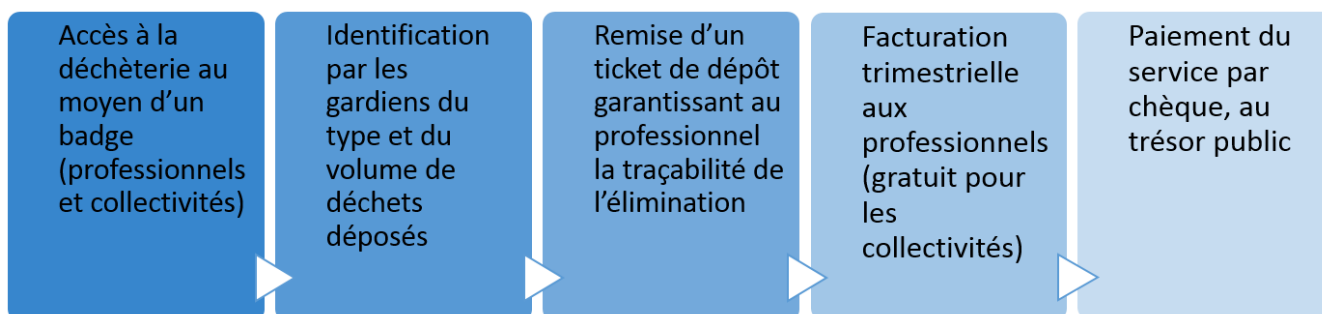 Accès à la
déchèterie au
moyen d’un
badge
(professionnels
et collectivités)
Identification
par les
gardiens du
type et du
volume de
déchets
déposés
Remise d’un
ticket de dépôt
garantissant au
professionnel
la traçabilité de
l’élimination
Facturation
trimestrielle
aux
professionnels
(gratuit pour
les
collectivités)
Paiement du
service par
chèque, au
trésor public